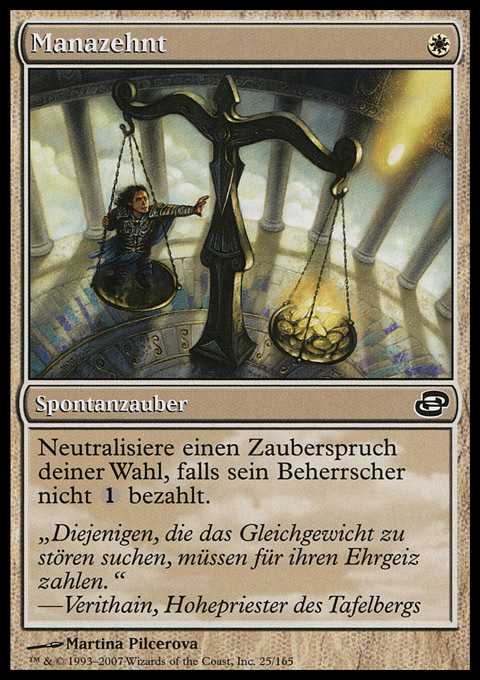 Manazehnt
Spontanzauber
Neutralisiere einen Zauberspruch
deiner Wahl, falls sein Beherrscher
nicht 1 bezahlt.
„Diejenigen, die das Gleichgewicht zu
stören suchen, müssen für ihren Ehrgeiz
zahlen.“
—Verithain, Hohepriester des Tafelbergs
Martina Pilcerova
™ & © 1993–2007 Wizards of the Coast, Inc. 25/165